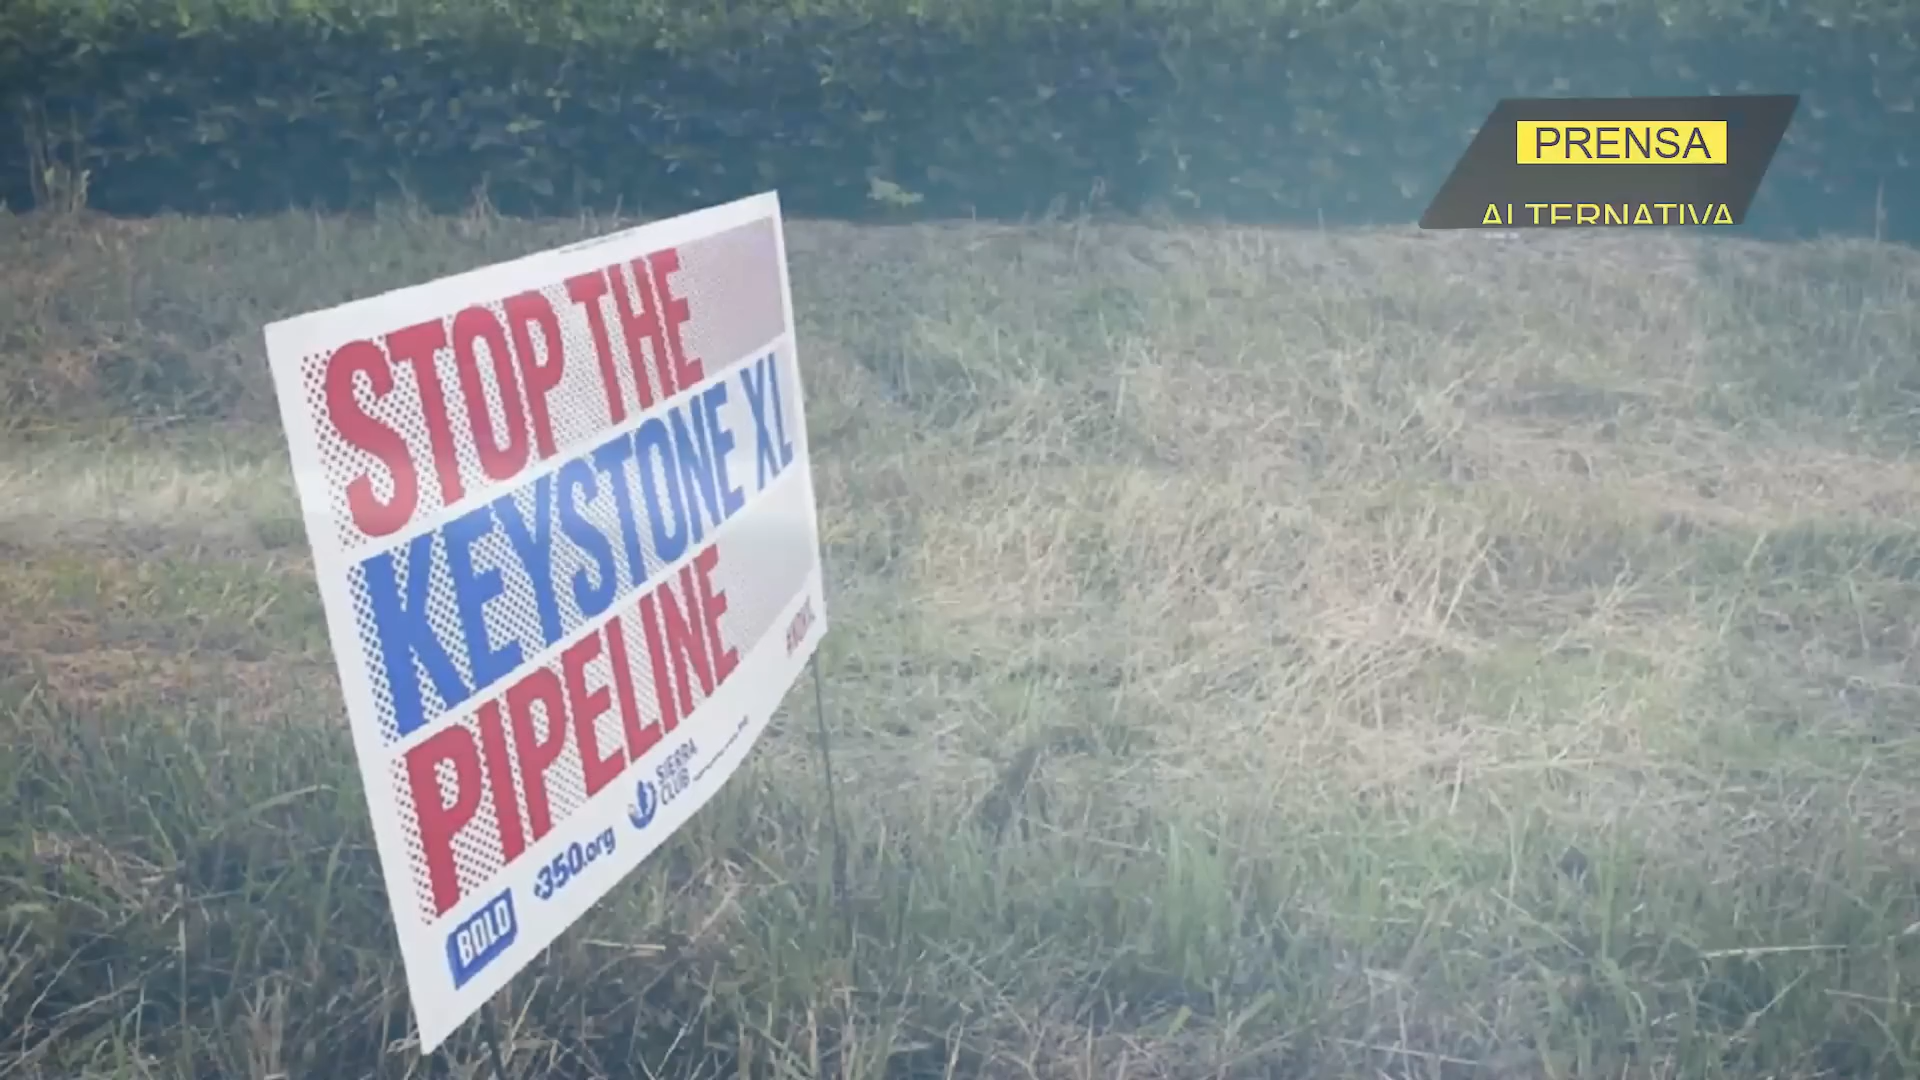 PRENSA
ALTERNATIVA
STOP THE
KEYSTONE XL
PIPELINE
BOLD
350.org
SIERRA
CLUB